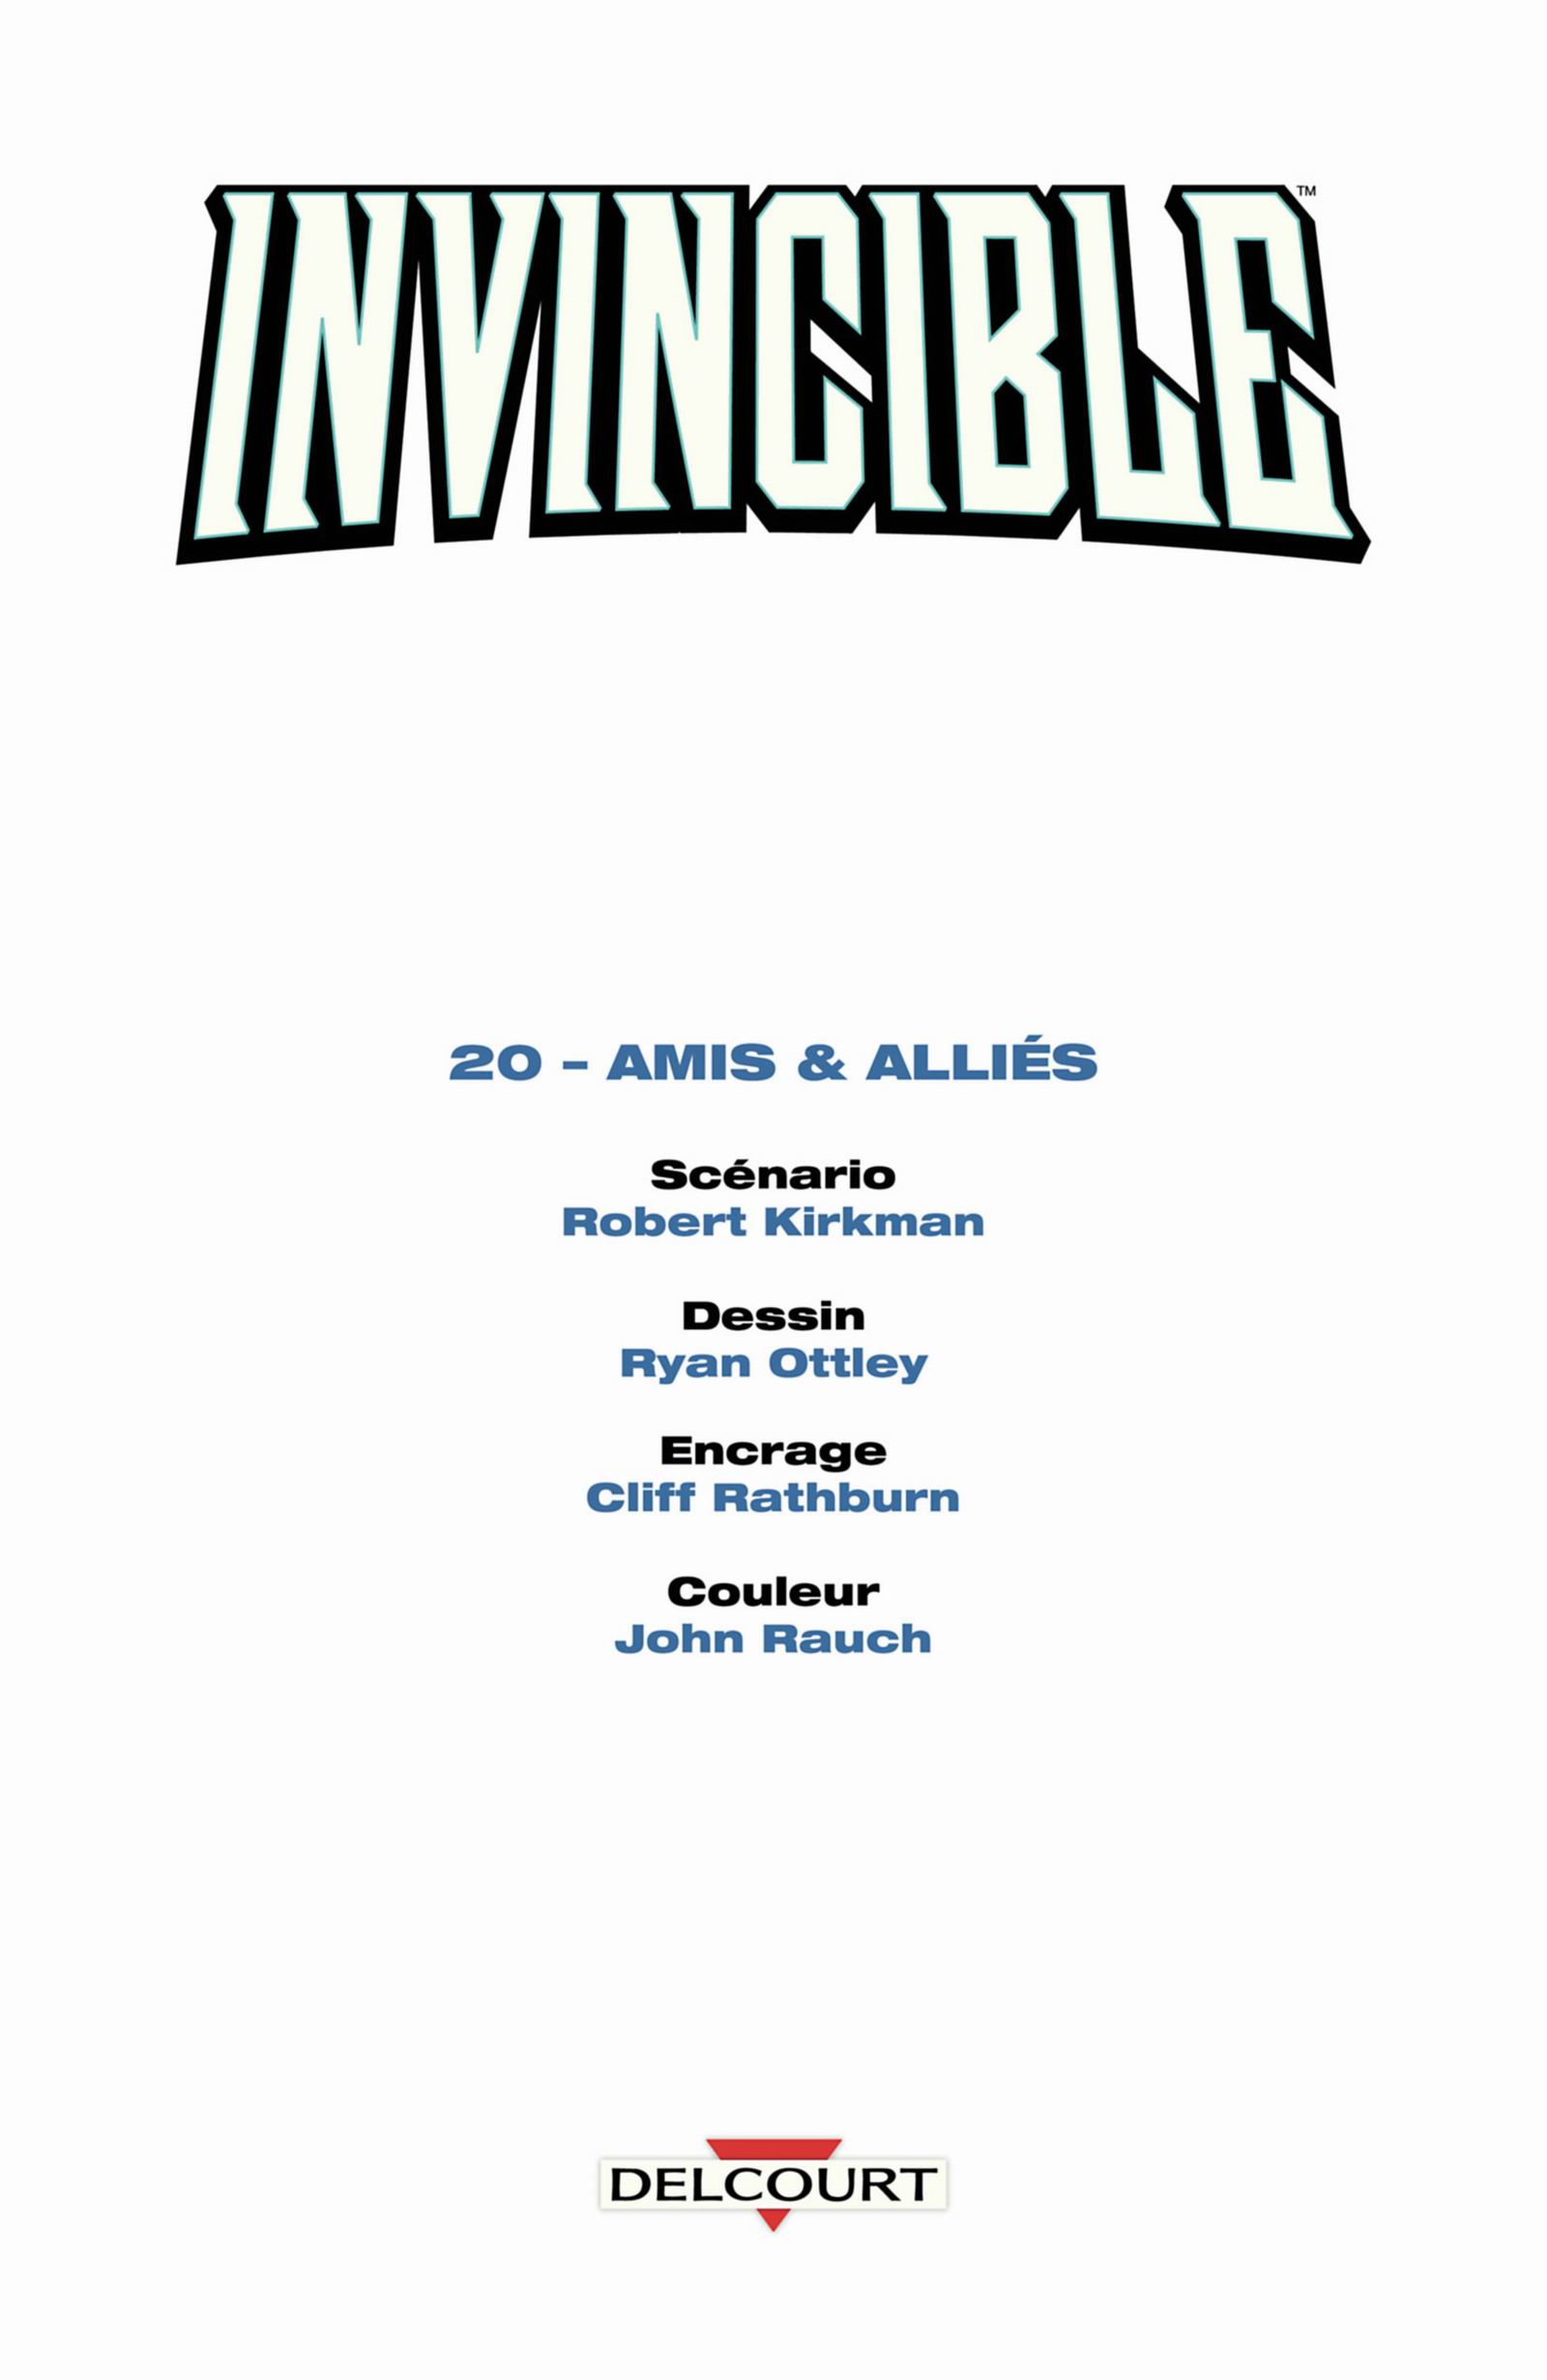 INVINCIBLE™
20 - AMIS & ALLIÉS
Scénario
Robert Kirkman
Dessin
Ryan Ottley
Encrage
Cliff Rathburn
Couleur
John Rauch
DELCOURT